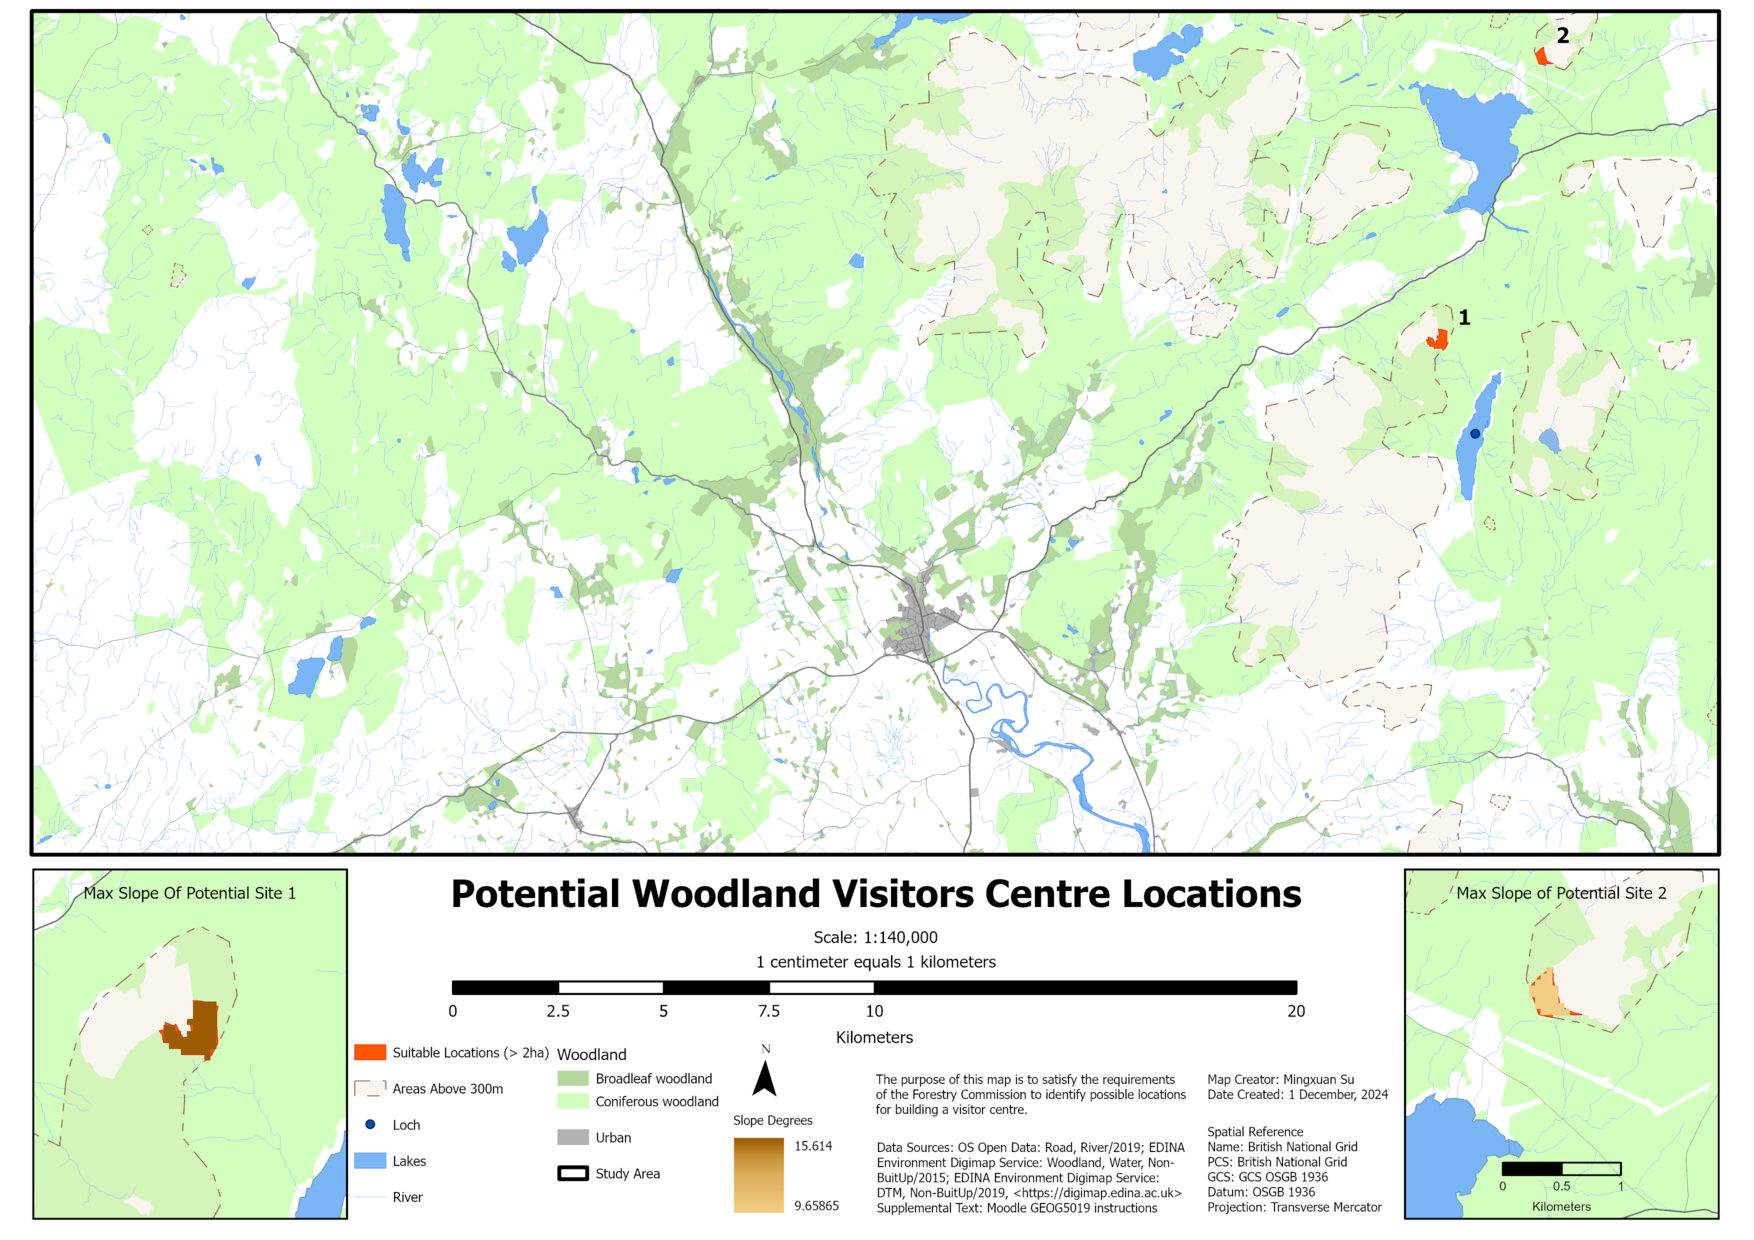 2
1
Max Slope Of Potential Site 1
Potential Woodland Visitors Centre Locations
Max Slope of Potential Site 2
Scale: 1:140,000
1 centimeter equals 1 kilometers
0 2.5 5 7.5 10 20
Kilometers
Suitable Locations (> 2ha)
Areas Above 300m
Loch
Lakes
River
Woodland
Broadleaf woodland
Coniferous woodland
Urban
Study Area
N
Slope Degrees
15.614
9.65865
The purpose of this map is to satisfy the requirements
of the Forestry Commission to identify possible locations
for building a visitor centre.
Data Sources: OS Open Data: Road, River/2019; EDINA
Environment Digimap Service: Woodland, Water, Non-
BuitUp/2015; EDINA Environment Digimap Service:
DTM, Non-BuitUp/2019, <https://digimap.edina.ac.uk>
Supplemental Text: Moodle GEOG5019 instructions
Map Creator: Mingxuan Su
Date Created: 1 December, 2024
Spatial Reference
Name: British National Grid
PCS: British National Grid
GCS: GCS OSGB 1936
Datum: OSGB 1936
Projection: Transverse Mercator
0 0.5 1
Kilometers